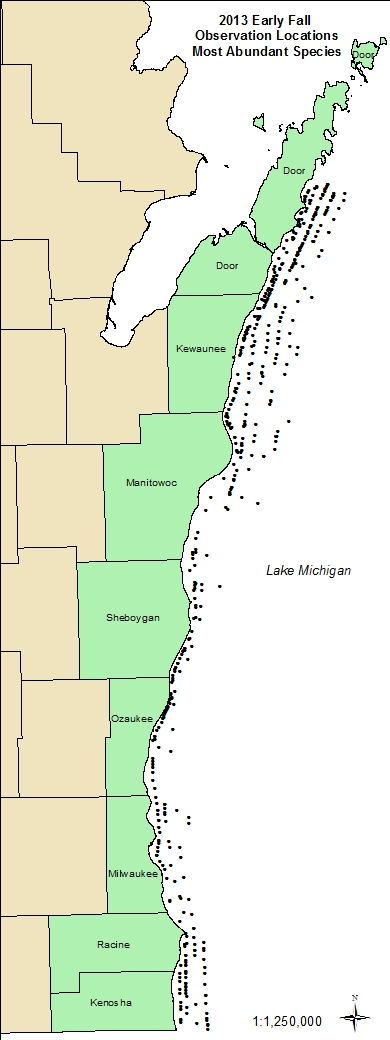 2013 Early Fall
Observation Locations
Most Abundant Species
Door
Door
Door
Kewaunee
Manitowoc
Lake Michigan
Sheboygan
Ozaukee
Milwaukee
Racine
Kenosha
N
1:1,250,000